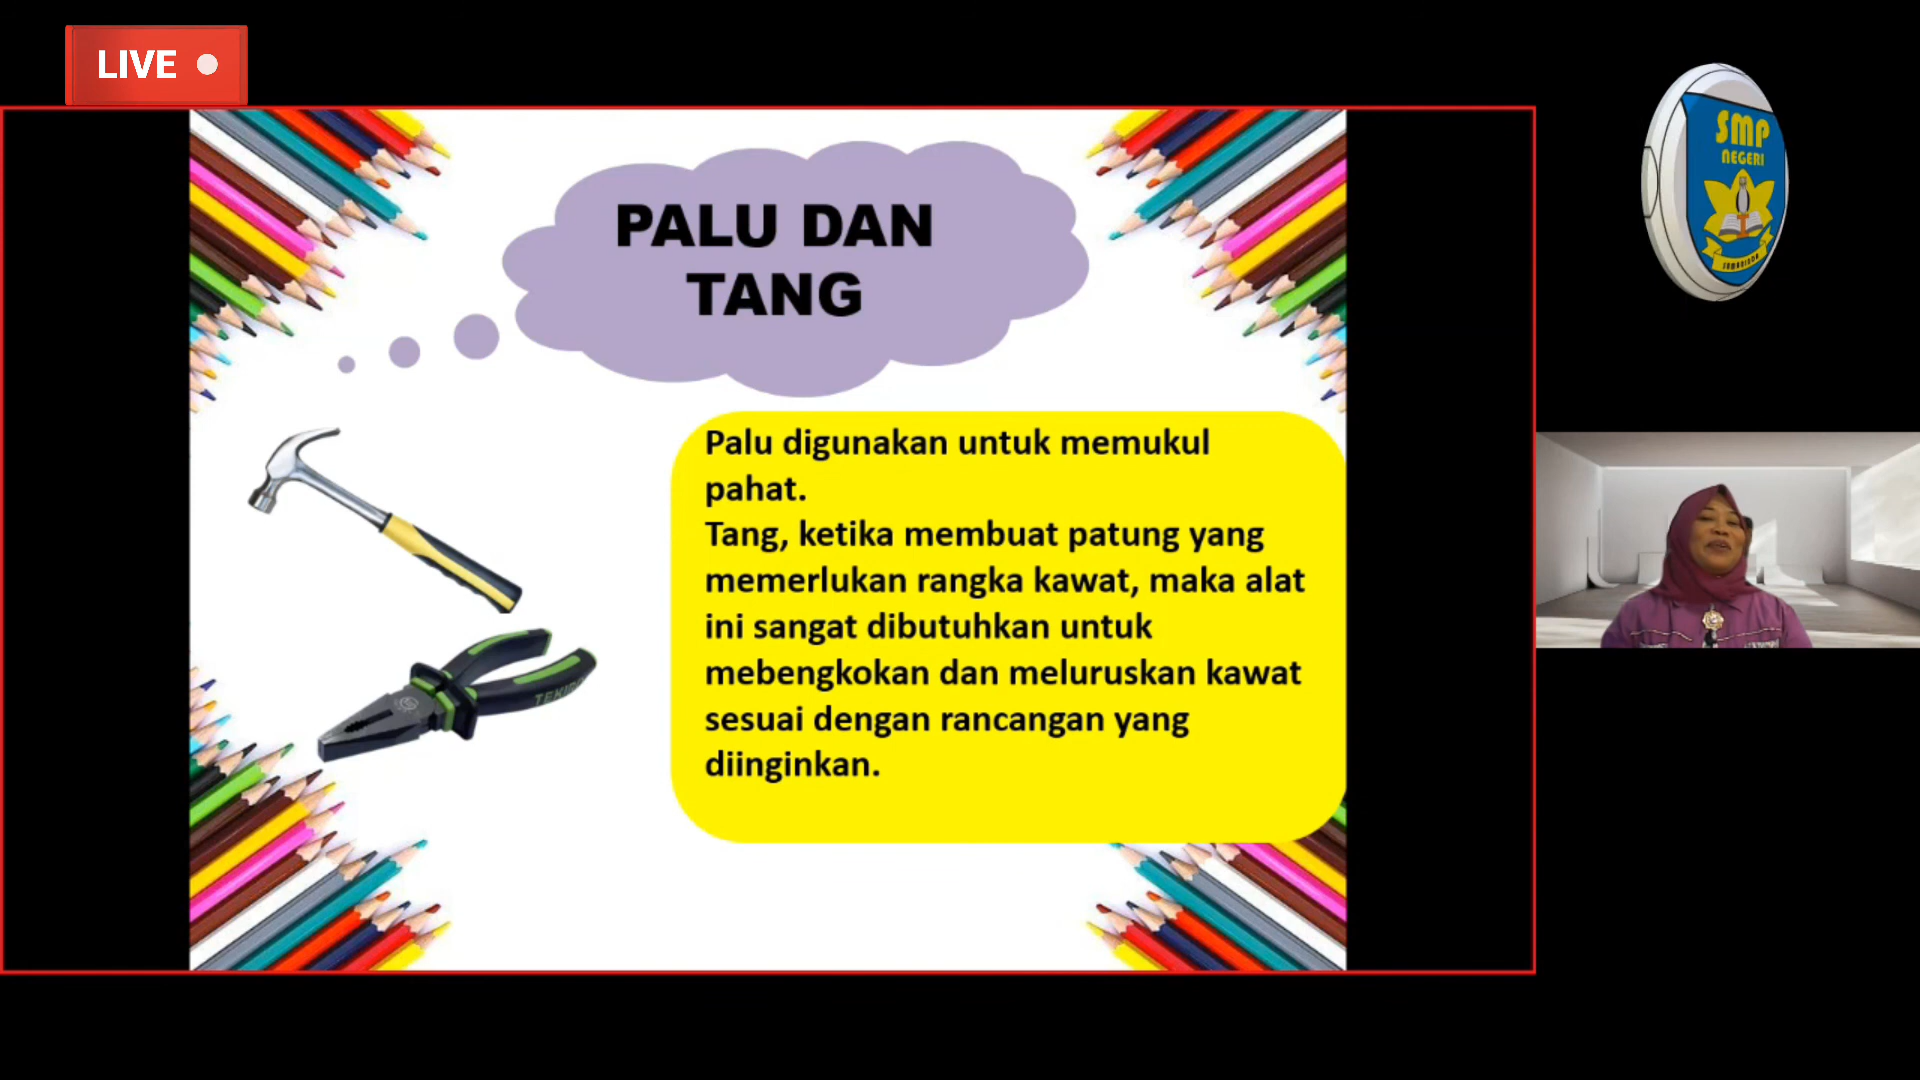 LIVE
SMP
NEGERI
SAMARINDA
PALU DAN
TANG
Palu digunakan untuk memukul
pahat.
Tang, ketika membuat patung yang
memerlukan rangka kawat, maka alat
ini sangat dibutuhkan untuk
mebengkokan dan meluruskan kawat
sesuai dengan rancangan yang
diinginkan.